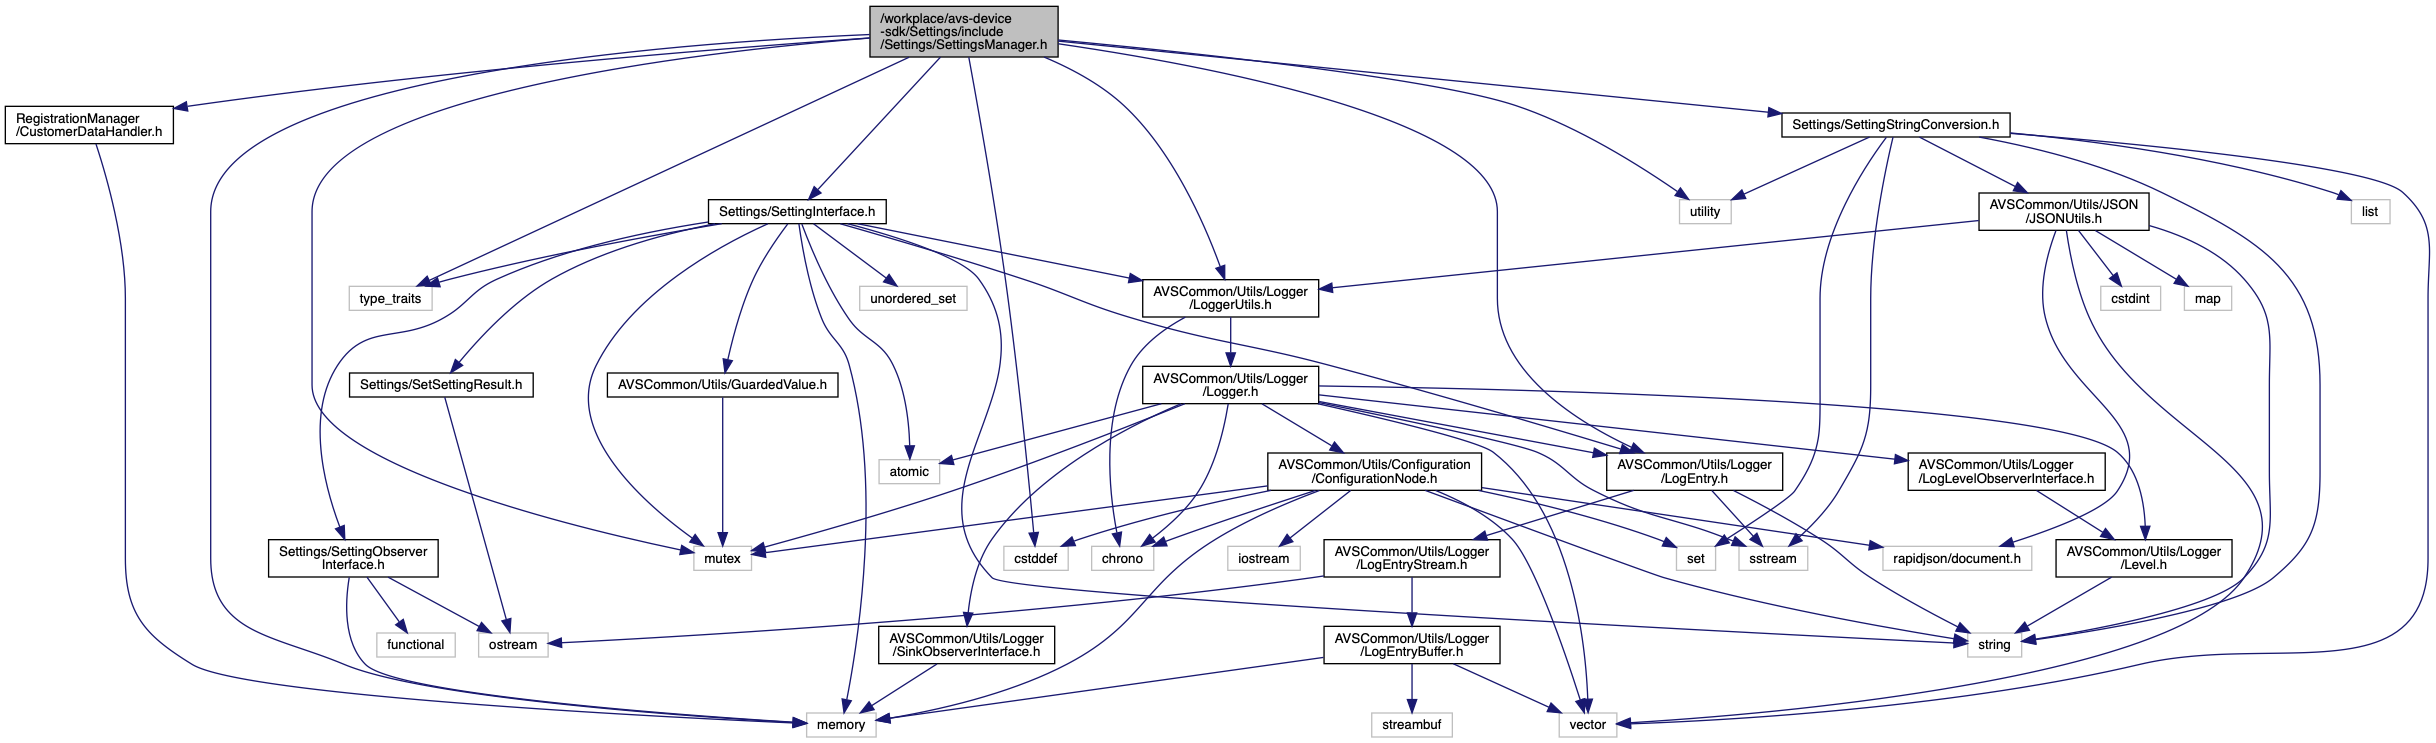 /workplace/avs-device
-sdk/Settings/include
/Settings/SettingsManager.h
RegistrationManager
/CustomerDataHandler.h
Settings/SettingStringConversion.h
Settings/SettingInterface.h
utility
AVSCommon/Utils/JSON
/JSONUtils.h
list
type_traits
unordered_set
AVSCommon/Utils/Logger
/LoggerUtils.h
cstdint
map
Settings/SetSettingResult.h
AVSCommon/Utils/GuardedValue.h
AVSCommon/Utils/Logger
/Logger.h
atomic
AVSCommon/Utils/Configuration
/ConfigurationNode.h
AVSCommon/Utils/Logger
/LogEntry.h
AVSCommon/Utils/Logger
/LogLevelObserverInterface.h
Settings/SettingObserver
Interface.h
mutex
cstddef
chrono
iostream
AVSCommon/Utils/Logger
/LogEntryStream.h
set
sstream
rapidjson/document.h
AVSCommon/Utils/Logger
/Level.h
functional
ostream
AVSCommon/Utils/Logger
/SinkObserverInterface.h
AVSCommon/Utils/Logger
/LogEntryBuffer.h
string
memory
streambuf
vector